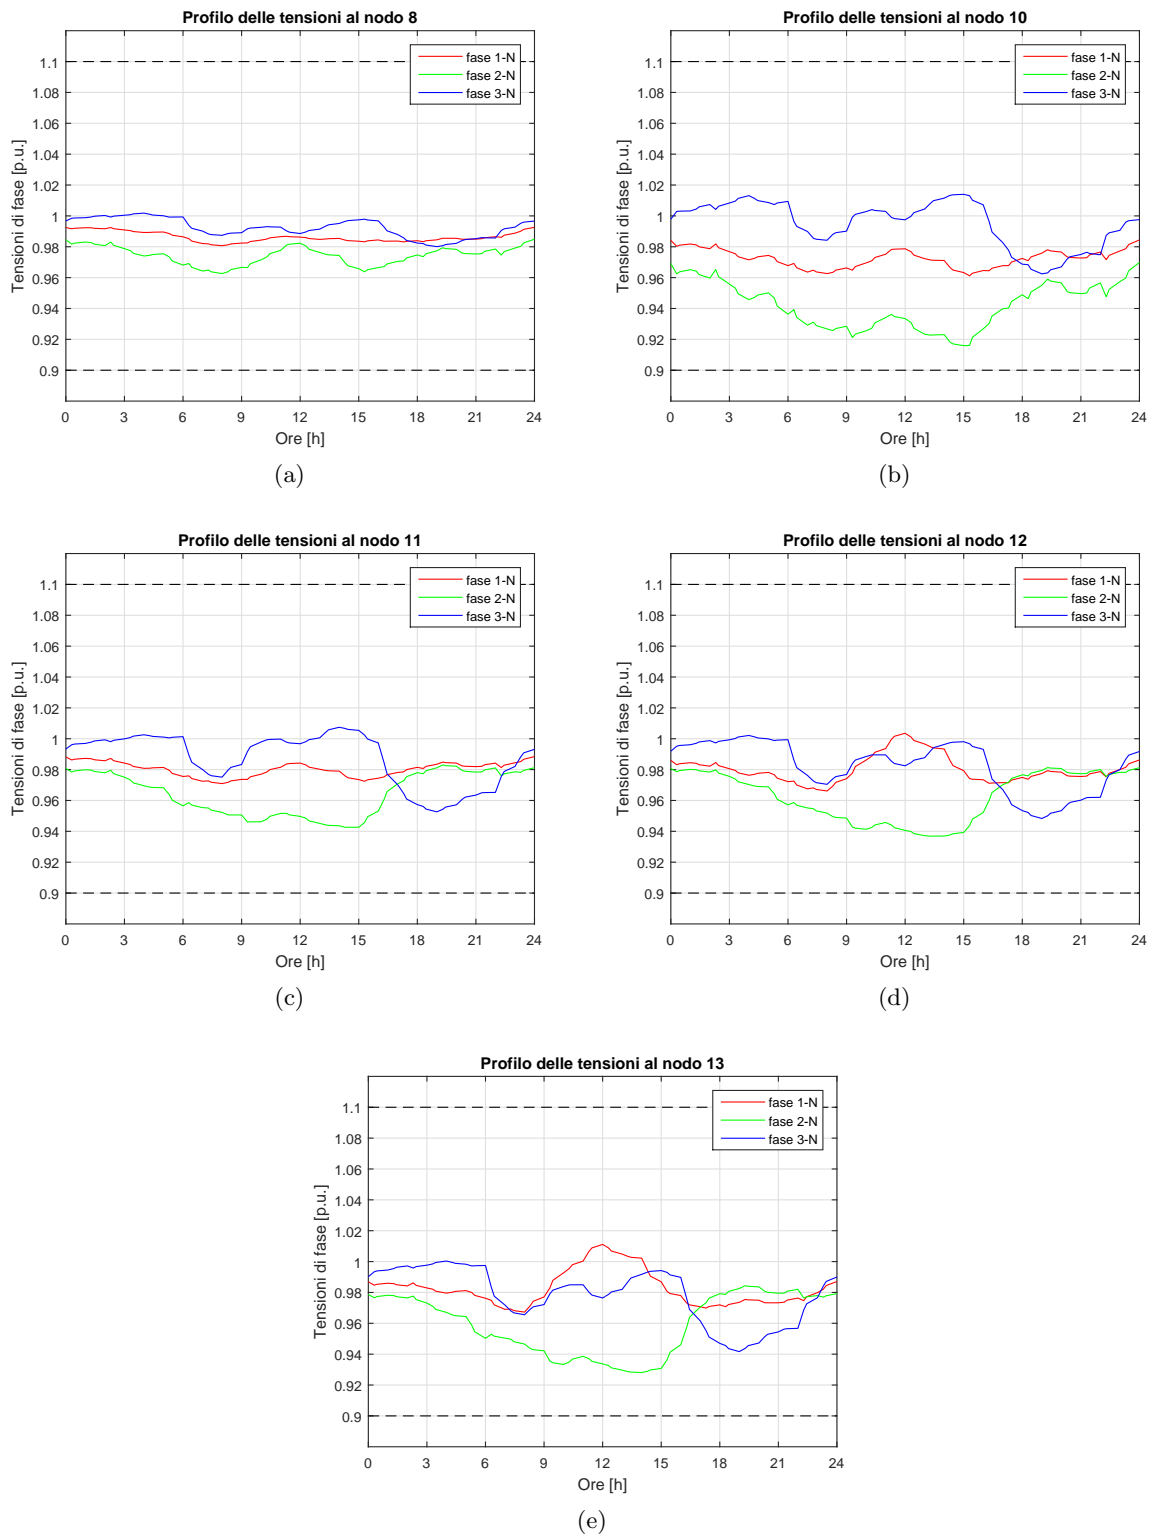 Profilo delle tensioni al nodo 8
fase 1-N
fase 2-N
fase 3-N
1.1
1.08
1.06
1.04
1.02
1
0.98
0.96
0.94
0.92
0.9
Tensioni di fase [p.u.]
0 3 6 9 12 15 18 21 24
Ore [h]
(a)
Profilo delle tensioni al nodo 10
fase 1-N
fase 2-N
fase 3-N
1.1
1.08
1.06
1.04
1.02
1
0.98
0.96
0.94
0.92
0.9
Tensioni di fase [p.u.]
0 3 6 9 12 15 18 21 24
Ore [h]
(b)
Profilo delle tensioni al nodo 11
fase 1-N
fase 2-N
fase 3-N
1.1
1.08
1.06
1.04
1.02
1
0.98
0.96
0.94
0.92
0.9
Tensioni di fase [p.u.]
0 3 6 9 12 15 18 21 24
Ore [h]
(c)
Profilo delle tensioni al nodo 12
fase 1-N
fase 2-N
fase 3-N
1.1
1.08
1.06
1.04
1.02
1
0.98
0.96
0.94
0.92
0.9
Tensioni di fase [p.u.]
0 3 6 9 12 15 18 21 24
Ore [h]
(d)
Profilo delle tensioni al nodo 13
fase 1-N
fase 2-N
fase 3-N
1.1
1.08
1.06
1.04
1.02
1
0.98
0.96
0.94
0.92
0.9
Tensioni di fase [p.u.]
0 3 6 9 12 15 18 21 24
Ore [h]
(e)